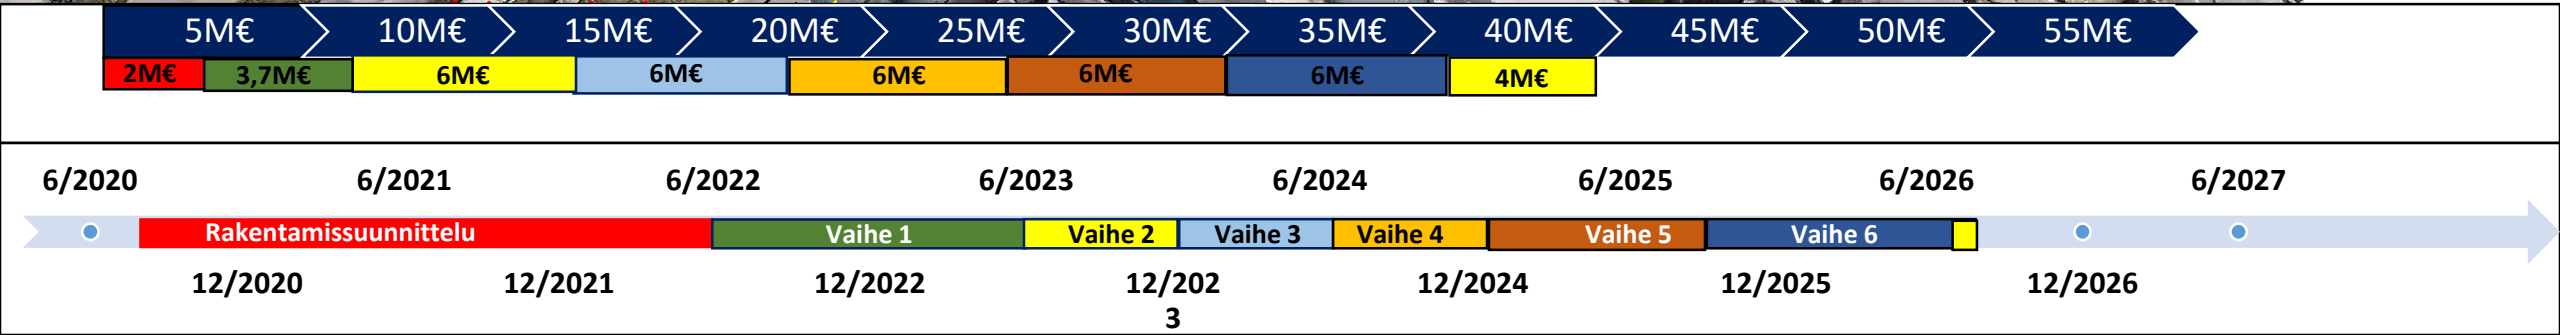 5M€ 10M€ 15M€ 20M€ 25M€ 30M€ 35M€ 40M€ 45M€ 50M€ 55M€
2M€ 3,7M€ 6M€ 6M€ 6M€ 6M€ 6M€ 4M€
6/2020 6/2021 6/2022 6/2023 6/2024 6/2025 6/2026 6/2027
Rakentamissuunnittelu Vaihe 1 Vaihe 2 Vaihe 3 Vaihe 4 Vaihe 5 Vaihe 6
12/2020 12/2021 12/2022 12/202 12/2024 12/2025 12/2026
3